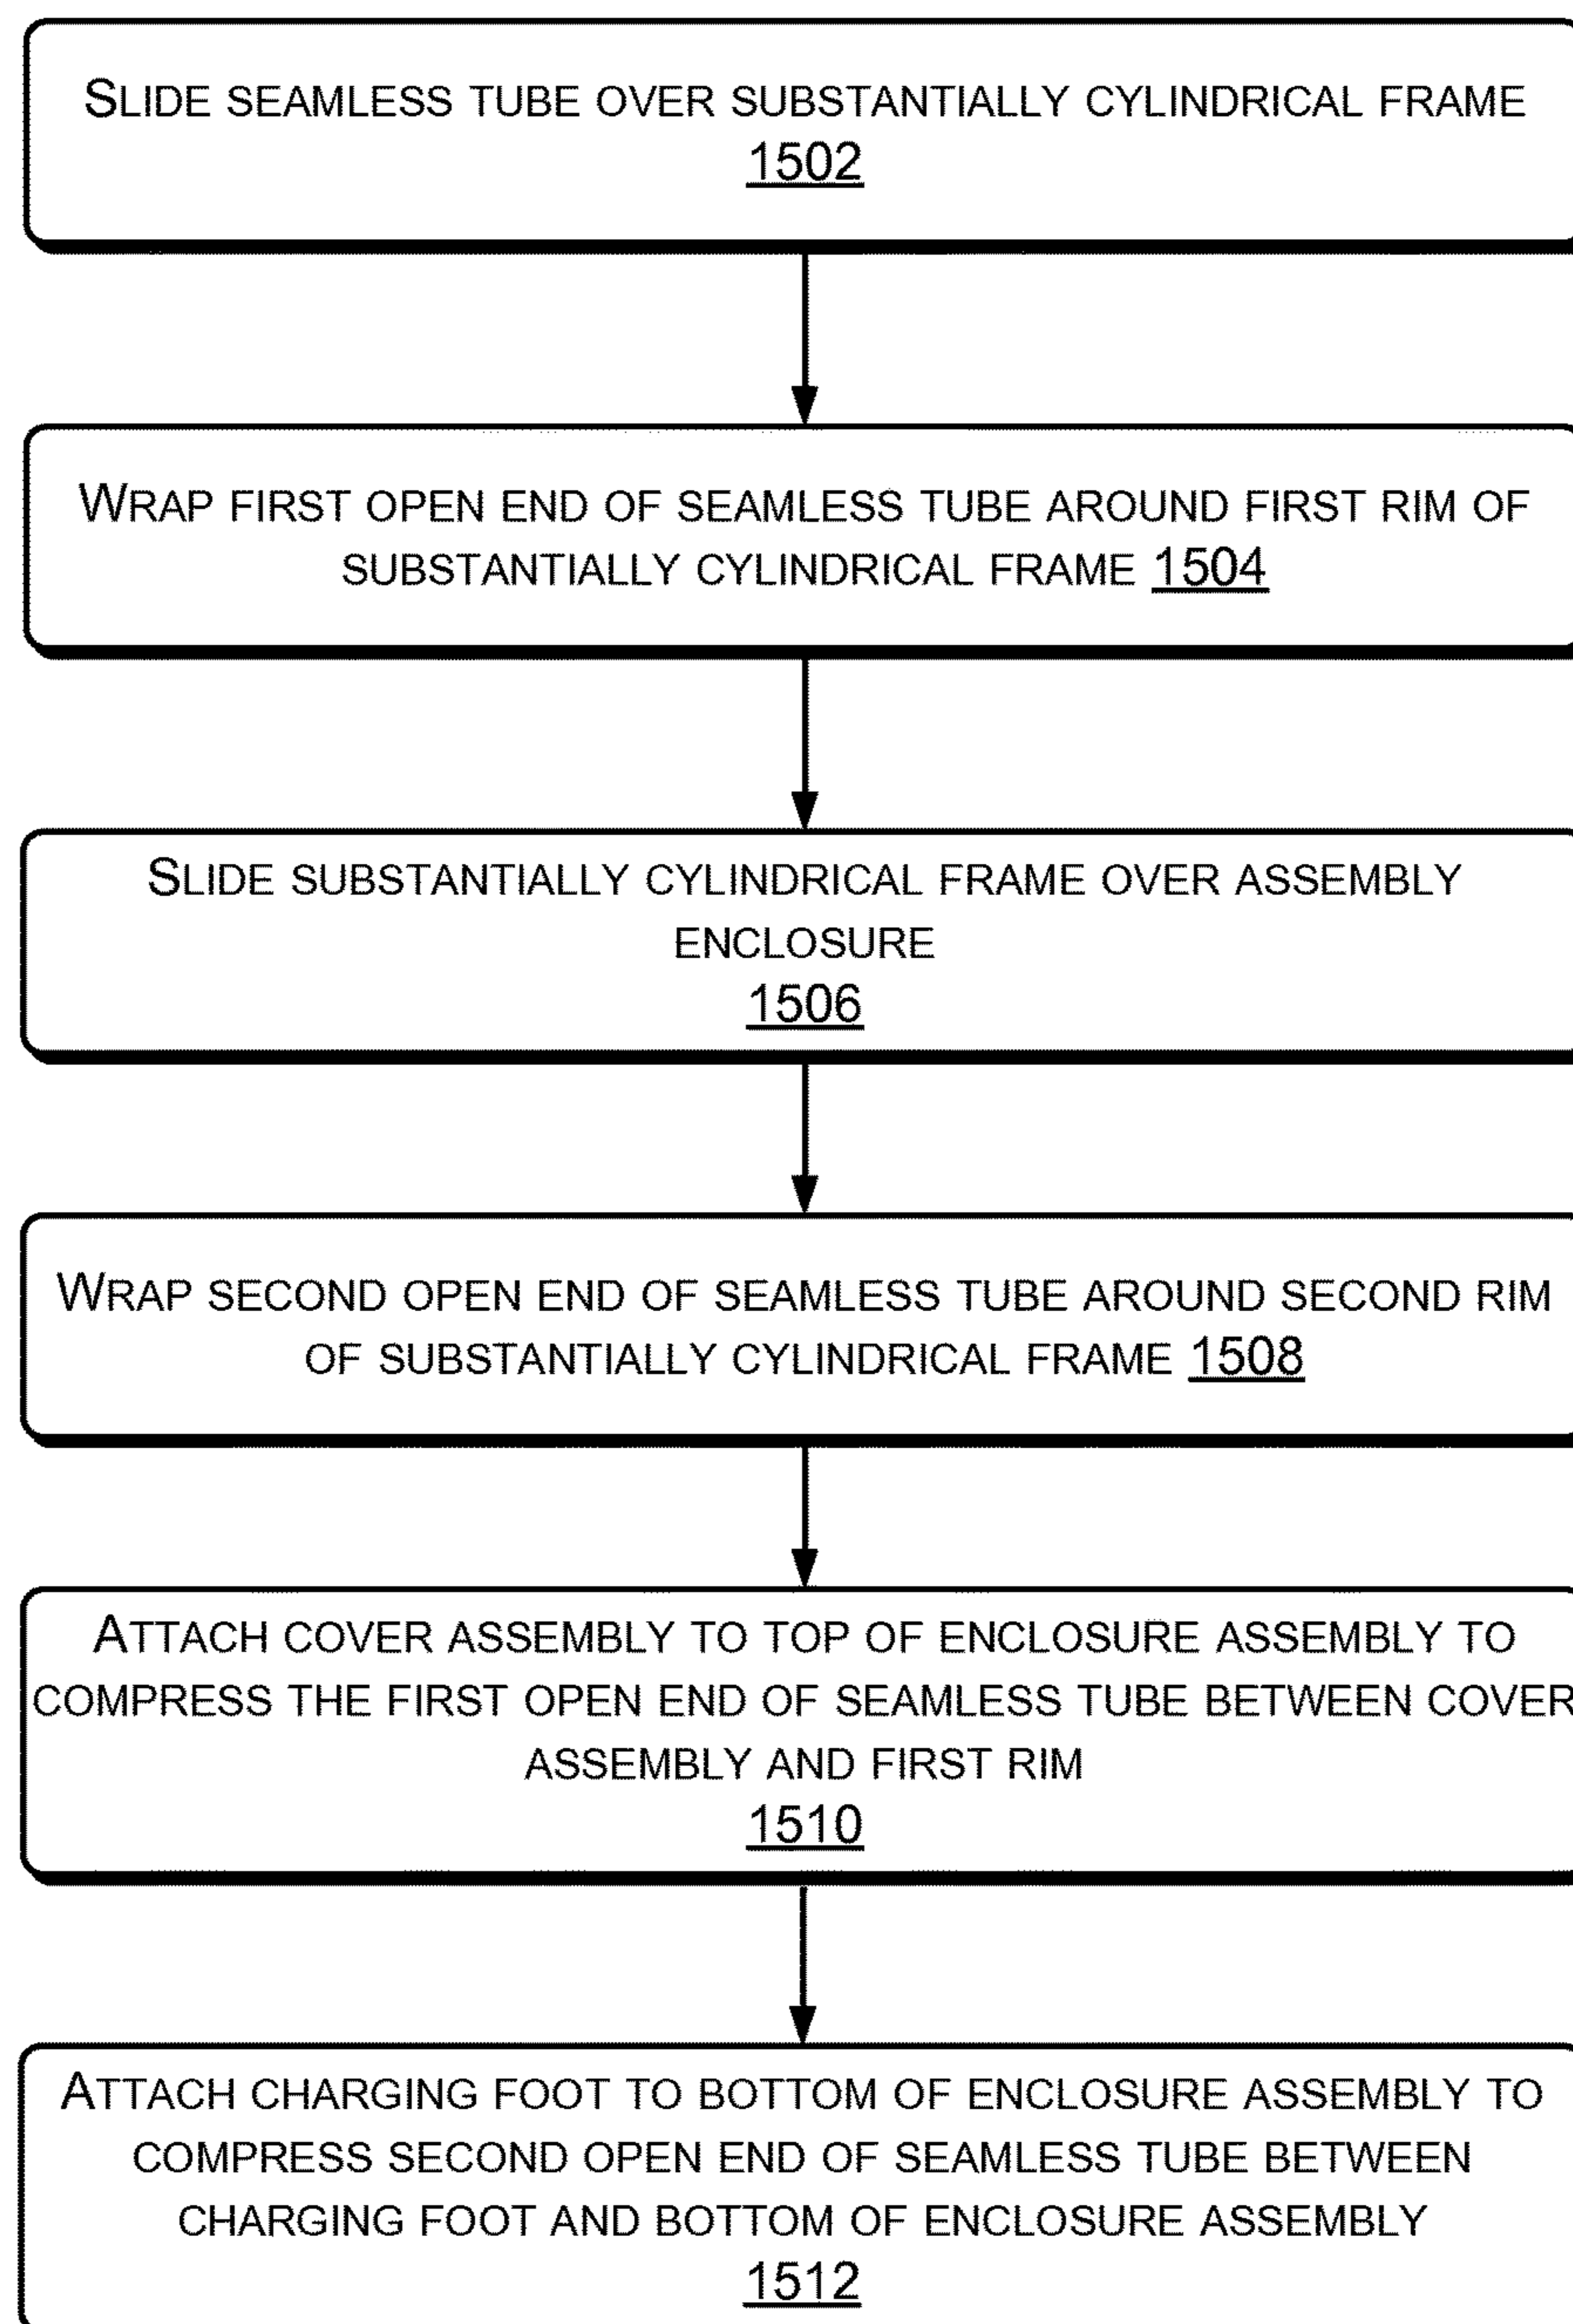 SLIDE SEAMLESS TUBE OVER SUBSTANTIALLY CYLINDRICAL FRAME
1502
WRAP FIRST OPEN END OF SEAMLESS TUBE AROUND FIRST RIM OF
SUBSTANTIALLY CYLINDRICAL FRAME 1504
SLIDE SUBSTANTIALLY CYLINDRICAL FRAME OVER ASSEMBLY
ENCLOSURE
1506
WRAP SECOND OPEN END OF SEAMLESS TUBE AROUND SECOND RIM
OF SUBSTANTIALLY CYLINDRICAL FRAME 1508
ATTACH COVER ASSEMBLY TO TOP OF ENCLOSURE ASSEMBLY TO
COMPRESS THE FIRST OPEN END OF SEAMLESS TUBE BETWEEN COVER
ASSEMBLY AND FIRST RIM
1510
ATTACH CHARGING FOOT TO BOTTOM OF ENCLOSURE ASSEMBLY TO
COMPRESS SECOND OPEN END OF SEAMLESS TUBE BETWEEN
CHARGING FOOT AND BOTTOM OF ENCLOSURE ASSEMBLY
1512